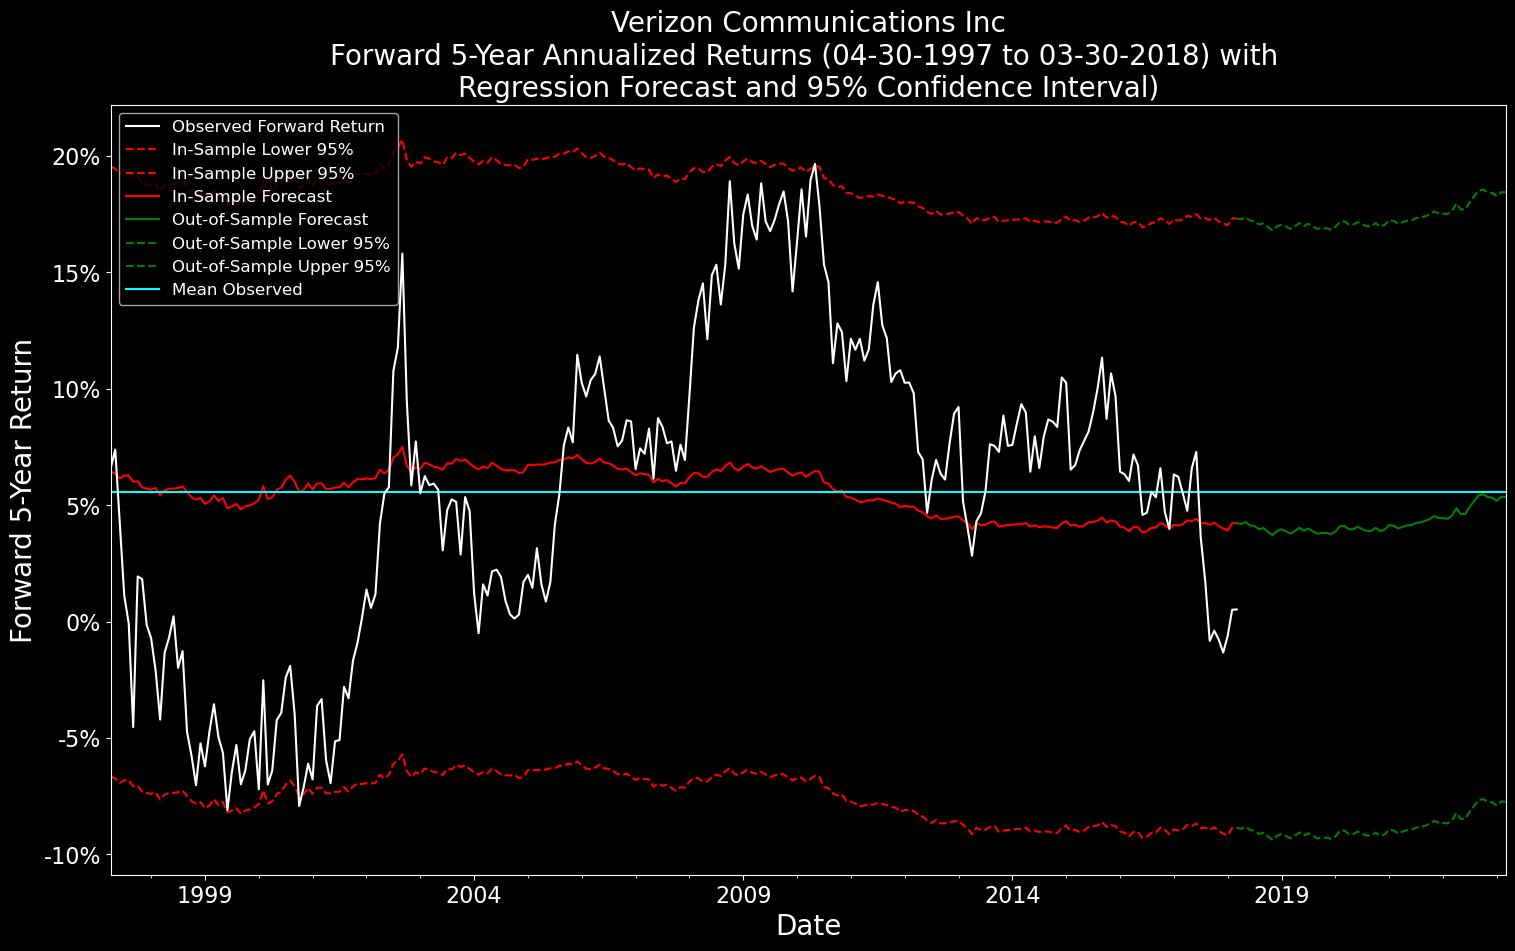 Verizon Communications Inc
Forward 5-Year Annualized Returns (04-30-1997 to 03-30-2018) with
Regression Forecast and 95% Confidence Interval)
Observed Forward Return
In-Sample Lower 95%
In-Sample Upper 95%
In-Sample Forecast
Out-of-Sample Forecast
Out-of-Sample Lower 95%
Out-of-Sample Upper 95%
Mean Observed
Forward 5-Year Return
20%
15%
10%
5%
0%
-5%
-10%
1999
2004
2009
2014
2019
Date